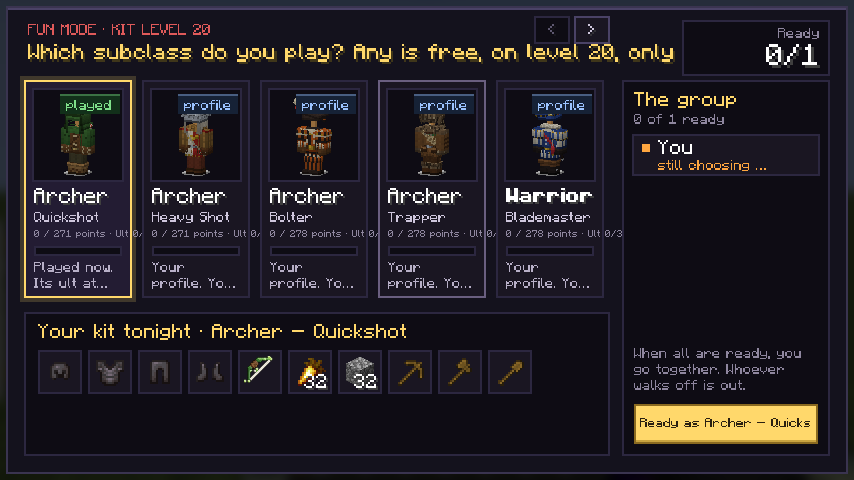 FUN MODE · KIT LEVEL 20
Which subclass do you play? Any is free, on level 20, only
<
>
Ready
0/1
played
Archer
Quickshot
0 / 271 points · Ult 0/
Played now.
Its ult at...
profile
Archer
Heavy Shot
0 / 271 points · Ult 0/
Your
profile. Yo...
profile
Archer
Bolter
0 / 278 points · Ult 0/
Your
profile. Yo...
profile
Archer
Trapper
0 / 278 points · Ult 0/
Your
profile. Yo...
profile
Warrior
Blademaster
0 / 278 points · Ult 0/3
Your
profile. Yo...
The group
0 of 1 ready
You
still choosing ...
Your kit tonight · Archer — Quickshot
32
32
When all are ready, you
go together. Whoever
walks off is out.
Ready as Archer — Quicks